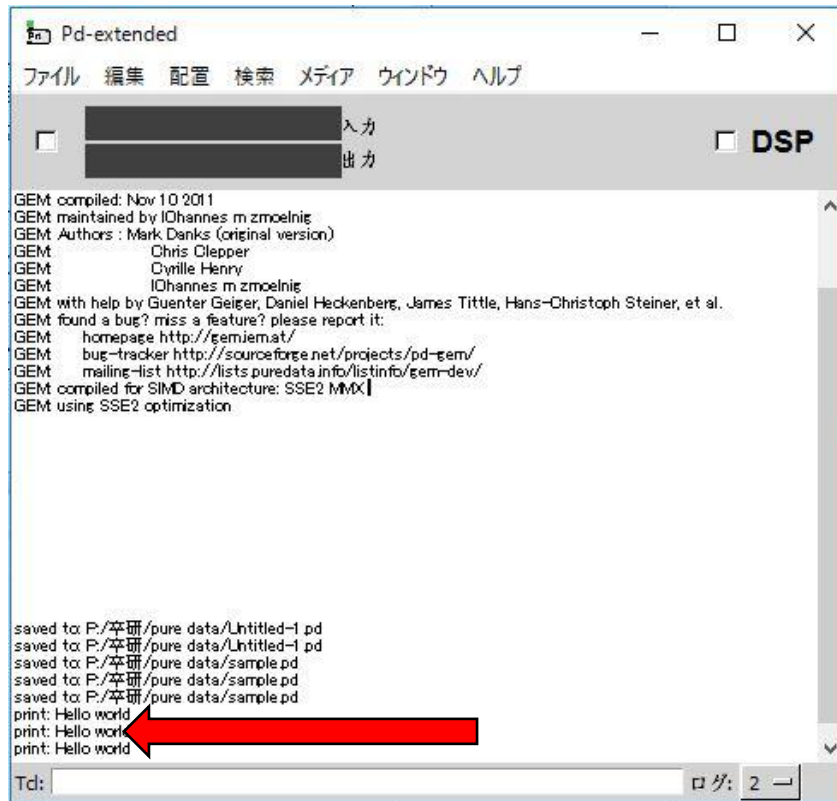 Pd-extended
ファイル 編集 配置 検索 メディア ウィンドウ ヘルプ
入力
出力
DSP
GEM: compiled: Nov 10 2011
GEM: maintained by IOhannes m zmoelnig
GEM: Authors : Mark Danks (original version)
GEM: Chris Clepper
GEM: Cyrille Henry
GEM: IOhannes m zmoelnig
GEM: with help by Guenter Geiger, Daniel Heckenberg, James Tittle, Hans-Christoph Steiner, et al.
GEM: found a bug? miss a feature? please report it:
GEM: homepage http://gem.iem.at/
GEM: bug-tracker http://sourceforge.net/projects/pd-gem/
GEM: mailing-list http://lists.puredata.info/listinfo/gem-dev/
GEM: compiled for SIMD architecture: SSE2 MMX
GEM: using SSE2 optimization
saved to: P:/卒研/pure data/Untitled-1.pd
saved to: P:/卒研/pure data/Untitled-1.pd
saved to: P:/卒研/pure data/sample.pd
saved to: P:/卒研/pure data/sample.pd
saved to: P:/卒研/pure data/sample.pd
print: Hello world
print: Hello world
print: Hello world
Tcl:
ログ: 2